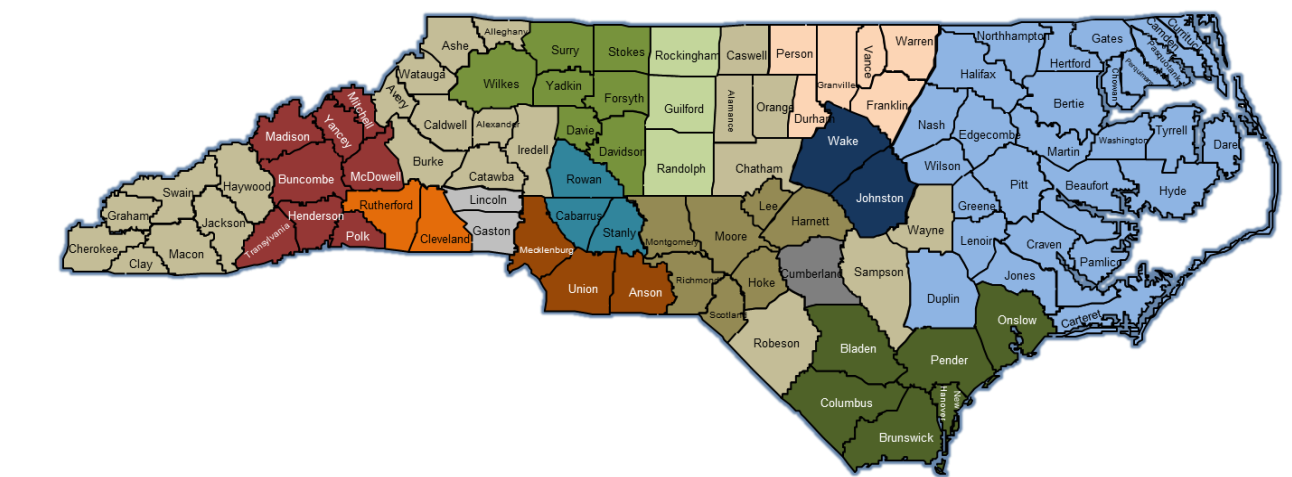 Alleghany
Ashe
Surry
Stokes
Rockingham
Caswell
Person
Vance
Warren
Northhampton
Gates
Camden
Currituck
Pasquotank
Perquimans
Chowan
Hertford
Watauga
Wilkes
Yadkin
Forsyth
Guilford
Alamance
Orange
Durham
Granville
Franklin
Halifax
Bertie
Mitchell
Avery
Yancey
Madison
Caldwell
Alexander
Iredell
Davie
Davidson
Randolph
Chatham
Wake
Nash
Edgecombe
Martin
Washington
Tyrrell
Dare
Buncombe
McDowell
Burke
Catawba
Rowan
Johnston
Wilson
Pitt
Beaufort
Hyde
Haywood
Swain
Graham
Jackson
Henderson
Rutherford
Lincoln
Cabarrus
Lee
Harnett
Wayne
Greene
Cherokee
Clay
Macon
Transylvania
Polk
Cleveland
Gaston
Mecklenburg
Stanly
Montgomery
Moore
Lenoir
Craven
Pamlico
Union
Anson
Richmond
Scotland
Hoke
Cumberland
Sampson
Duplin
Jones
Carteret
Onslow
Robeson
Bladen
Pender
Columbus
New
Hanover
Brunswick